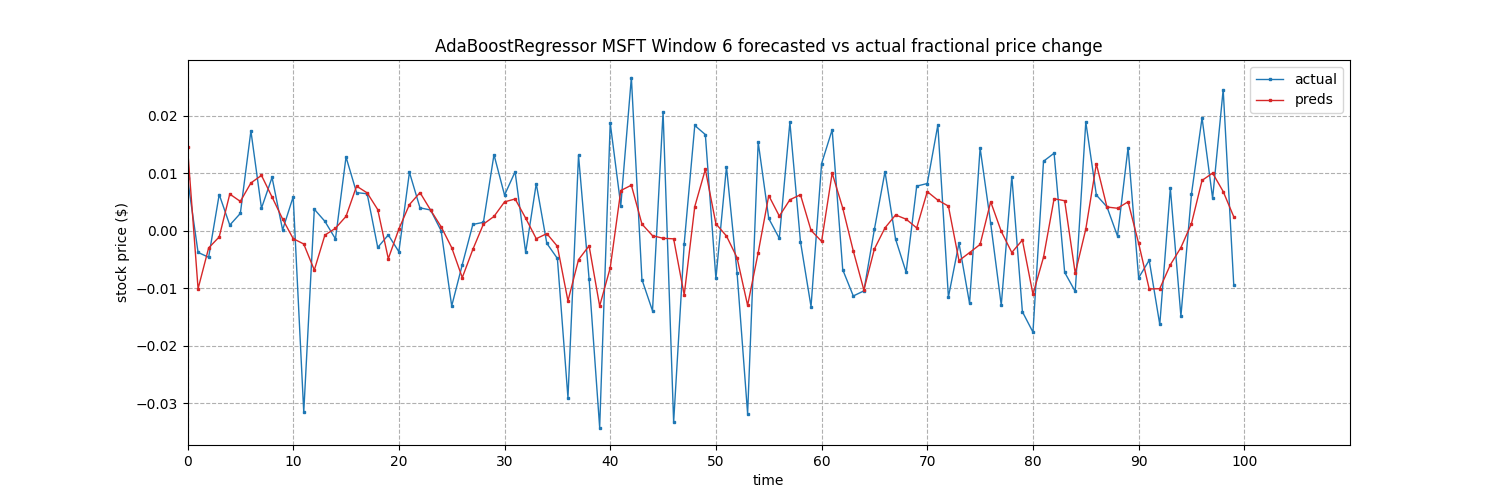 AdaBoostRegressor MSFT Window 6 forecasted vs actual fractional price change
actual
preds
stock price ($)
0.02
0.01
0.00
−0.01
−0.02
−0.03
0 10 20 30 40 50 60 70 80 90 100
time